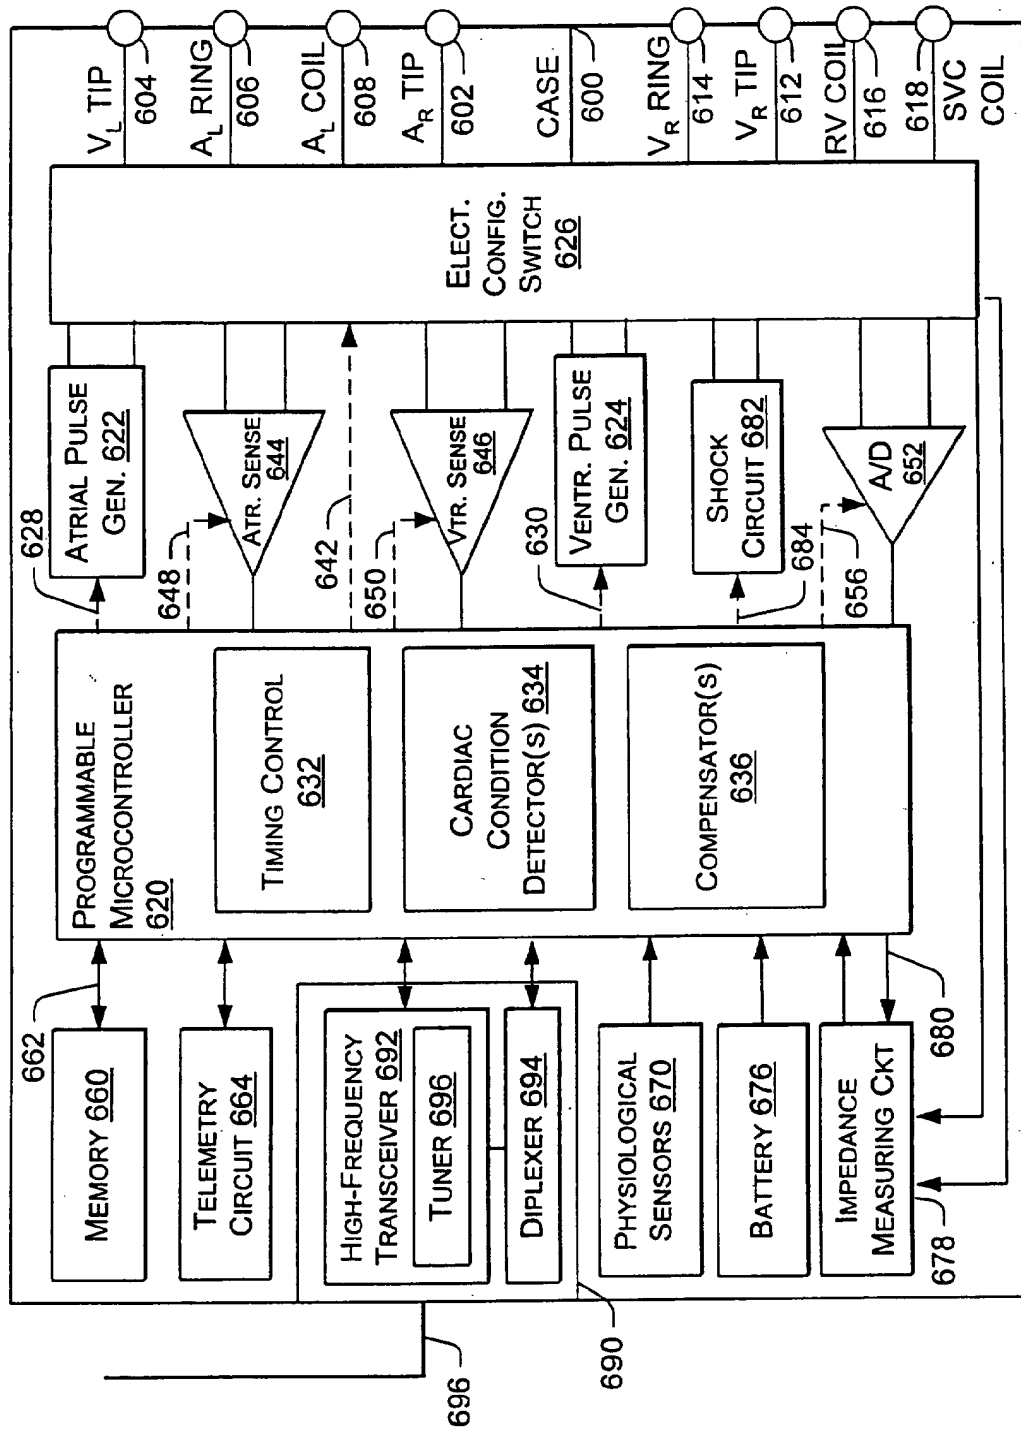 V_L TIP
604
A_L RING
606
A_L COIL
608
A_R TIP
602
CASE
600
V_R RING
614
V_R TIP
612
RV COIL
616
618
SVC
COIL
ELECT.
CONFIG.
SWITCH
626
628
ATRIAL PULSE
GEN. 622
648
ATR. SENSE
644
642
650
VTR. SENSE
646
630
VENTR. PULSE
GEN. 624
SHOCK
CIRCUIT 682
684
656
A/D
652
PROGRAMMABLE
MICROCONTROLLER
620
TIMING CONTROL
632
CARDIAC
CONDITION
DETECTOR(S) 634
COMPENSATOR(S)
636
662
MEMORY 660
TELEMETRY
CIRCUIT 664
HIGH-FREQUENCY
TRANSCEIVER 692
TUNER 696
DIPLEXER 694
PHYSIOLOGICAL
SENSORS 670
BATTERY 676
IMPEDANCE
MEASURING CKT
680
678
696
690